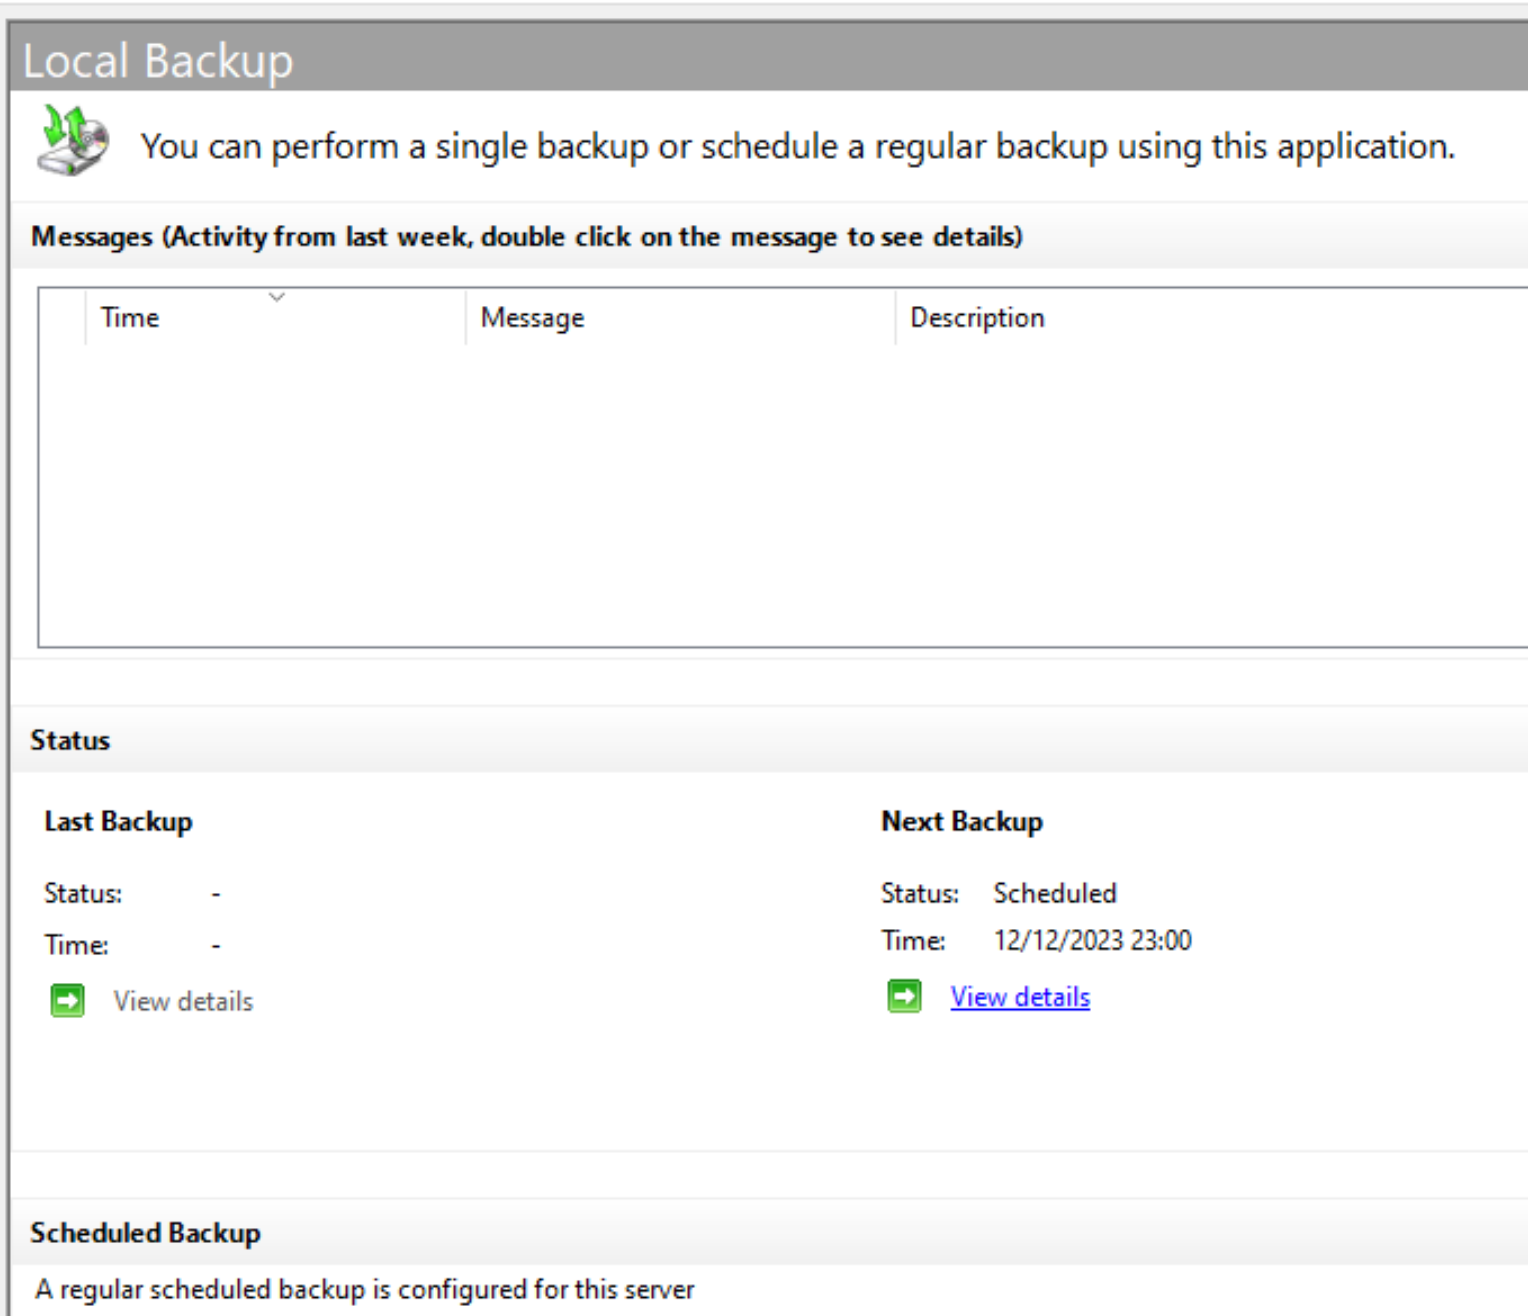 Local Backup
You can perform a single backup or schedule a regular backup using this application.
Messages (Activity from last week, double click on the message to see details)
Time Message Description
Status
Last Backup Next Backup
Status: - Status: Scheduled
Time: - Time: 12/12/2023 23:00
View details View details
Scheduled Backup
A regular scheduled backup is configured for this server